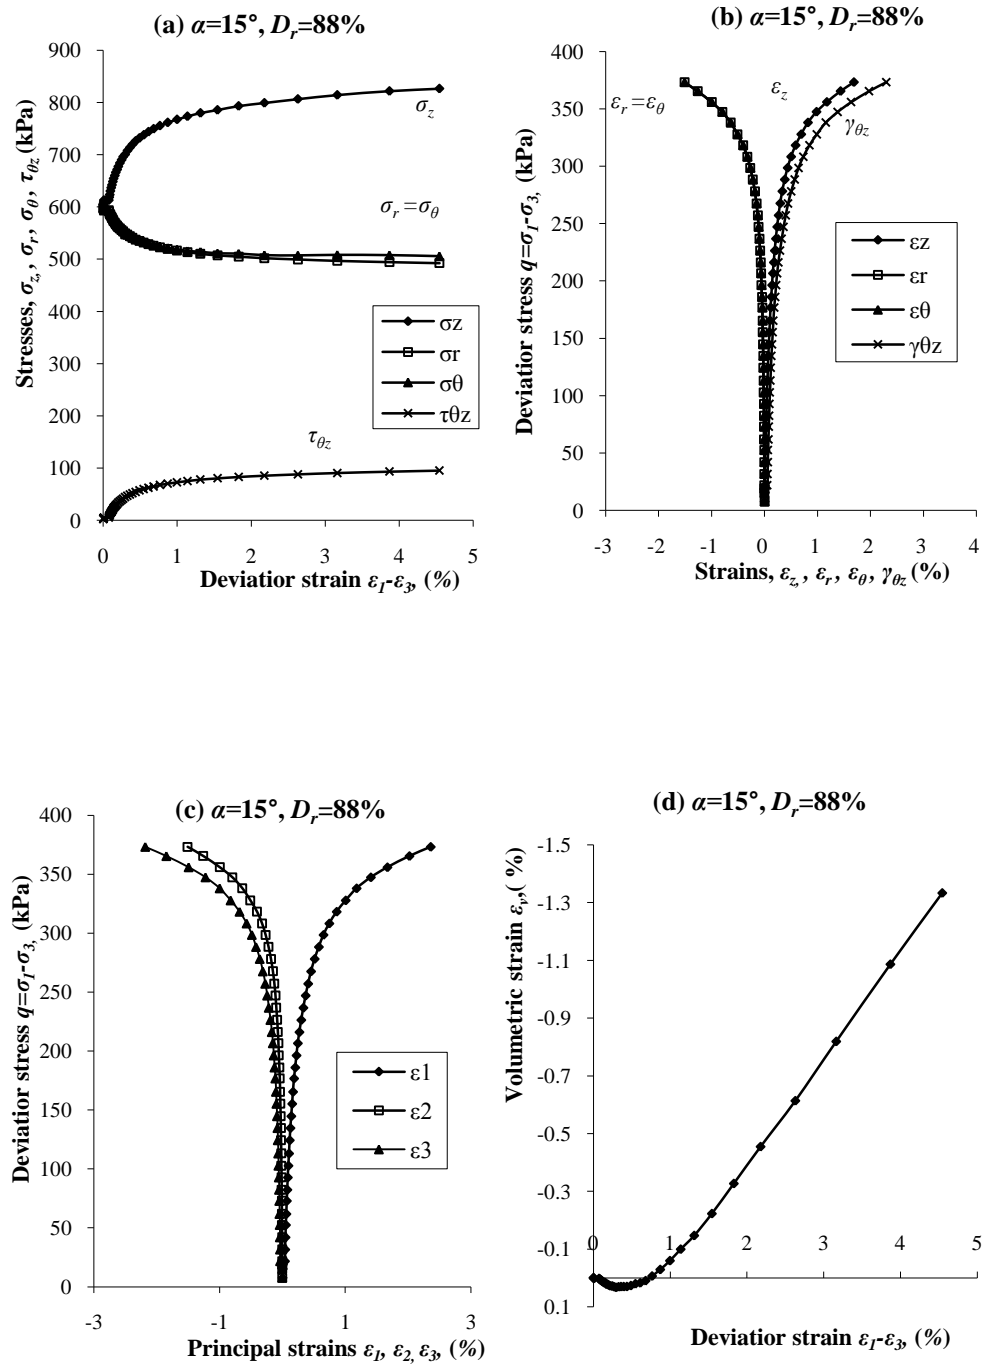 (a) α=15°, Dr=88%
900
800
700
600
500
400
300
200
100
0
0 1 2 3 4 5
Stresses, σz, , σr , σθ , τθz (kPa)
Deviatior strain ε1-ε3, (%)
σz
σr =σθ
τθz
σz
σr
σθ
τθz
(b) α=15°, Dr=88%
400
350
300
250
200
150
100
50
0
-3 -2 -1 0 1 2 3 4
Deviatior stress q=σ1-σ3, (kPa)
Strains, εz, , εr , εθ , γθz (%)
εr =εθ
εz
γθz
εz
εr
εθ
γθz
(c) α=15°, Dr=88%
400
350
300
250
200
150
100
50
0
-3 -1 1 3
Deviatior stress q=σ1-σ3, (kPa)
Principal strains ε1, ε2, ε3, (%)
ε1
ε2
ε3
(d) α=15°, Dr=88%
-1.5
-1.3
-1.1
-0.9
-0.7
-0.5
-0.3
-0.1
0.1
0 1 2 3 4 5
Volumetric strain εv,( %)
Deviatior strain ε1-ε3, (%)